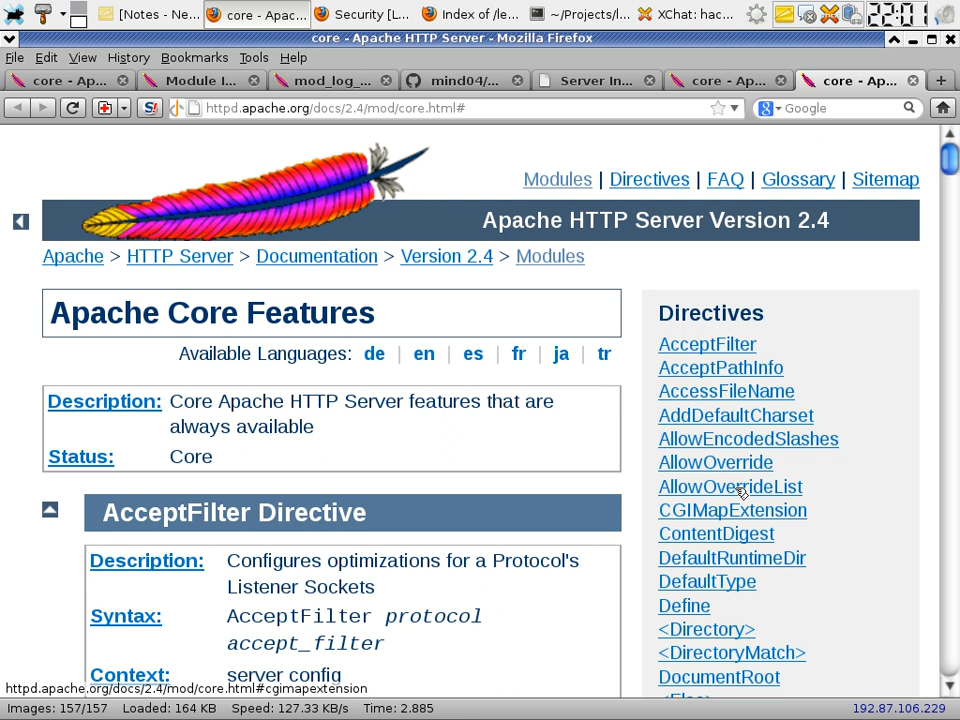 [Notes - Ne...
core - Apac...
Security [L...
Index of /le...
~/Projects/l...
XChat: hac...
22:01
core - Apache HTTP Server - Mozilla Firefox
File Edit View History Bookmarks Tools Help
core - Ap...
Module I...
mod_log_...
mind04/...
Server In...
core - Ap...
core - Ap...
httpd.apache.org/docs/2.4/mod/core.html#
Google
Modules | Directives | FAQ | Glossary | Sitemap
Apache HTTP Server Version 2.4
Apache > HTTP Server > Documentation > Version 2.4 > Modules
Apache Core Features
Available Languages: de | en | es | fr | ja | tr
Description: Core Apache HTTP Server features that are
always available
Status: Core
AcceptFilter Directive
Description: Configures optimizations for a Protocol's
Listener Sockets
Syntax: AcceptFilter protocol
accept_filter
Context: server config
Directives
AcceptFilter
AcceptPathInfo
AccessFileName
AddDefaultCharset
AllowEncodedSlashes
AllowOverride
AllowOverrideList
CGIMapExtension
ContentDigest
DefaultRuntimeDir
DefaultType
Define
<Directory>
<DirectoryMatch>
DocumentRoot
httpd.apache.org/docs/2.4/mod/core.html#cgimapextension
Images: 157/157 Loaded: 164 KB Speed: 127.33 KB/s Time: 2.885
192.87.106.229